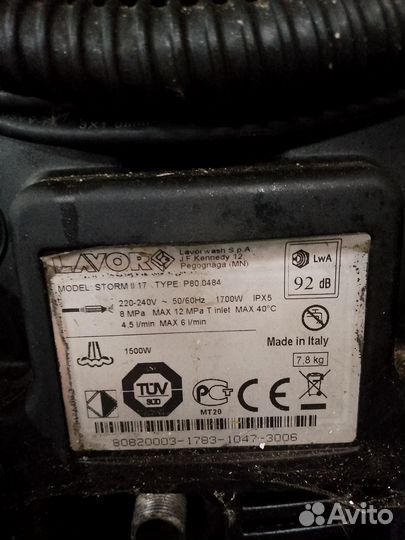 LAVOR
Lavorwash S.p.A.
J.F. Kennedy 12
Pegognaga (MN)
MODEL: STORM II 17 - TYPE: P80.0484
220-240V ~ 50/60Hz 1700W IPX5
8 MPa MAX 12 MPa T inlet MAX 40°C
4,5 l/min MAX 6 l/min
1500W
LwA
92 dB
Made in Italy
7,8 kg
TÜV
SÜD
PC
MT20
CE
80820003-1783-1047-3006
Avito